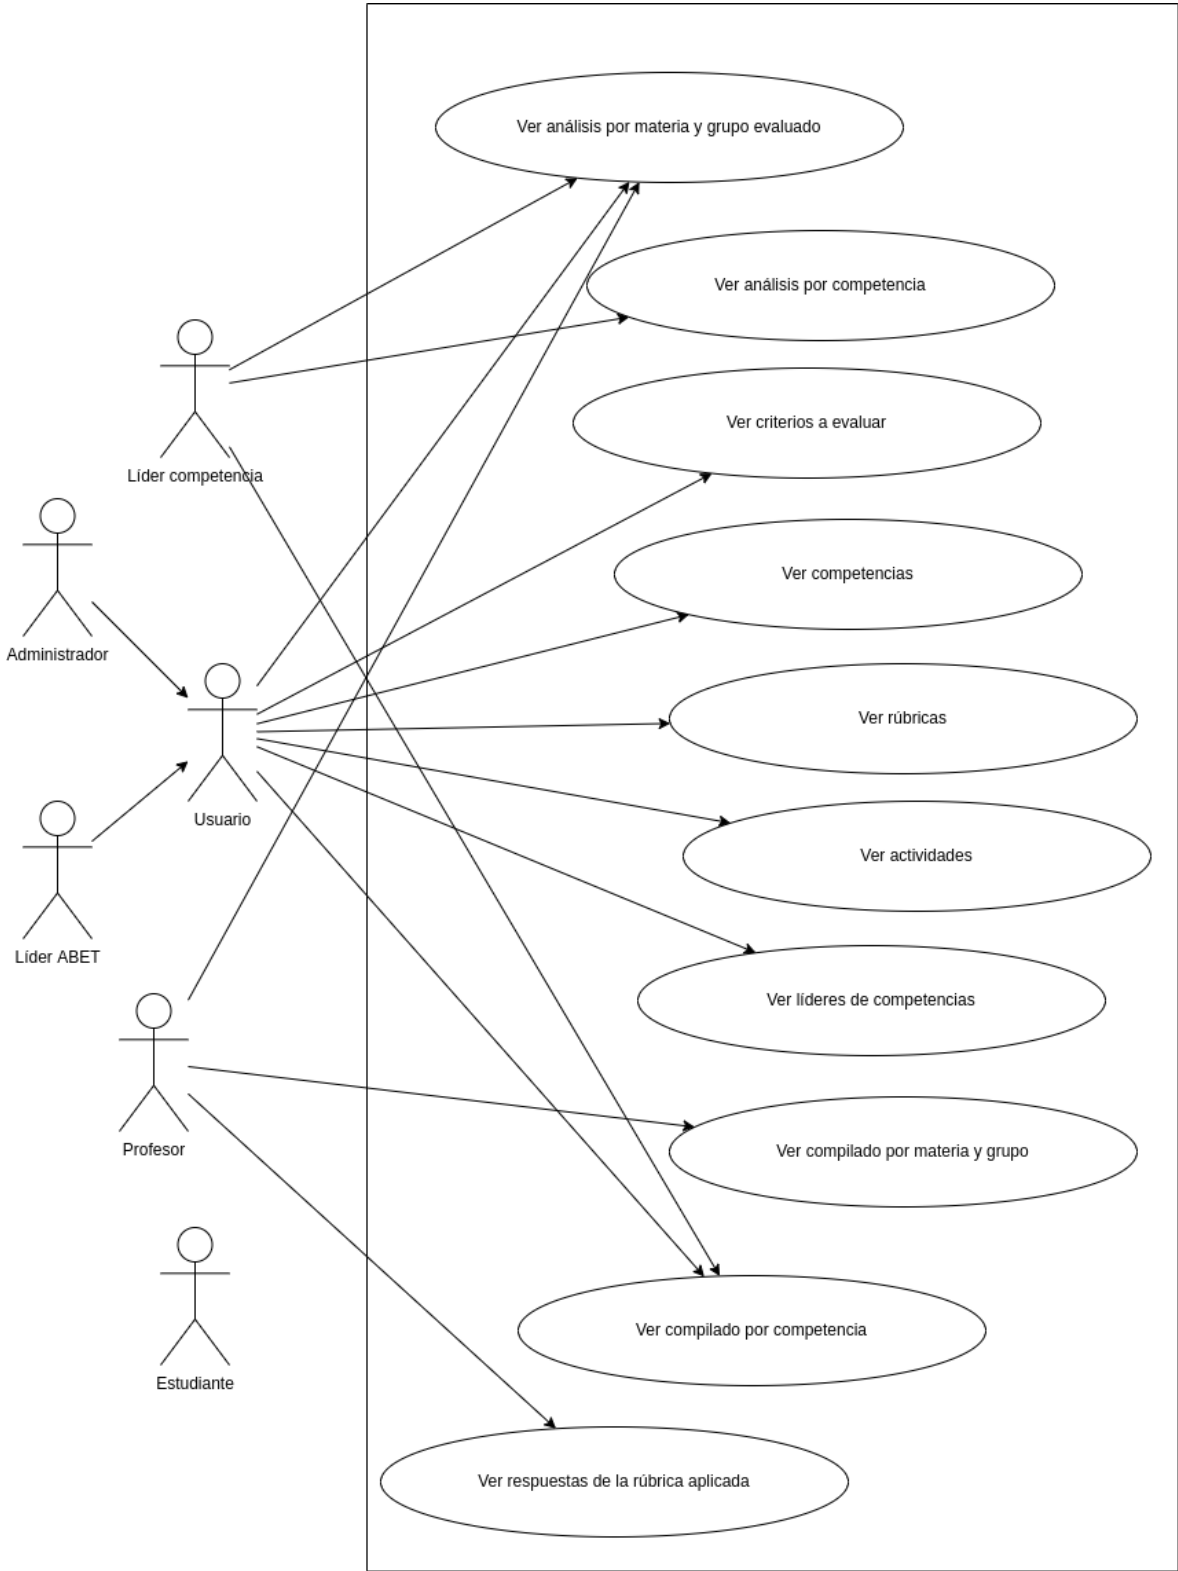 Ver análisis por materia y grupo evaluado
Ver análisis por competencia
Ver criterios a evaluar
Líder competencia
Ver competencias
Administrador
Ver rúbricas
Usuario
Ver actividades
Líder ABET
Ver líderes de competencias
Profesor
Ver compilado por materia y grupo
Ver compilado por competencia
Estudiante
Ver respuestas de la rúbrica aplicada